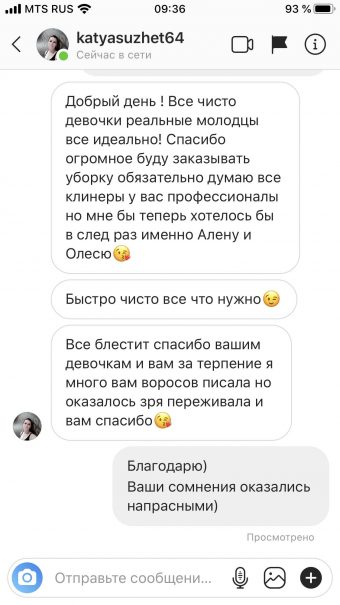 MTS RUS 09:36 93 %
katyasuzhet64
Сейчас в сети
Добрый день ! Все чисто
девочки реальные молодцы
все идеально! Спасибо
огромное буду заказывать
уборку обязательно думаю все
клинеры у вас профессионалы
но мне бы теперь хотелось бы
в след раз именно Алену и
Олесю😘
Быстро чисто все что нужно😉
Все блестит спасибо вашим
девочкам и вам за терпение я
много вам воросов писала но
оказалось зря переживала и
вам спасибо😘
Благодарю)
Ваши сомнения оказались
напрасными)
Просмотрено
Отправьте сообщени...